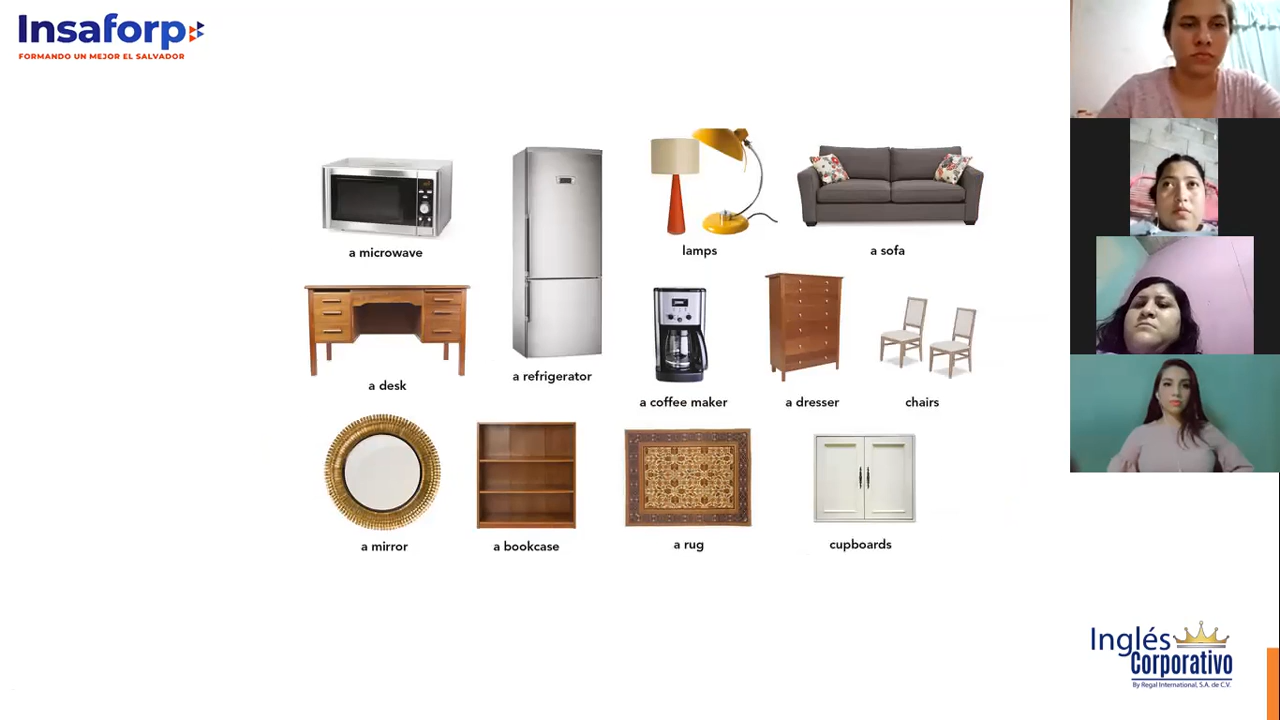 Insaforp
FORMANDO UN MEJOR EL SALVADOR
a microwave
a refrigerator
lamps
a sofa
a desk
a coffee maker
a dresser
chairs
a mirror
a bookcase
a rug
cupboards
Inglés
Corporativo
By Regal International, S.A. de C.V.